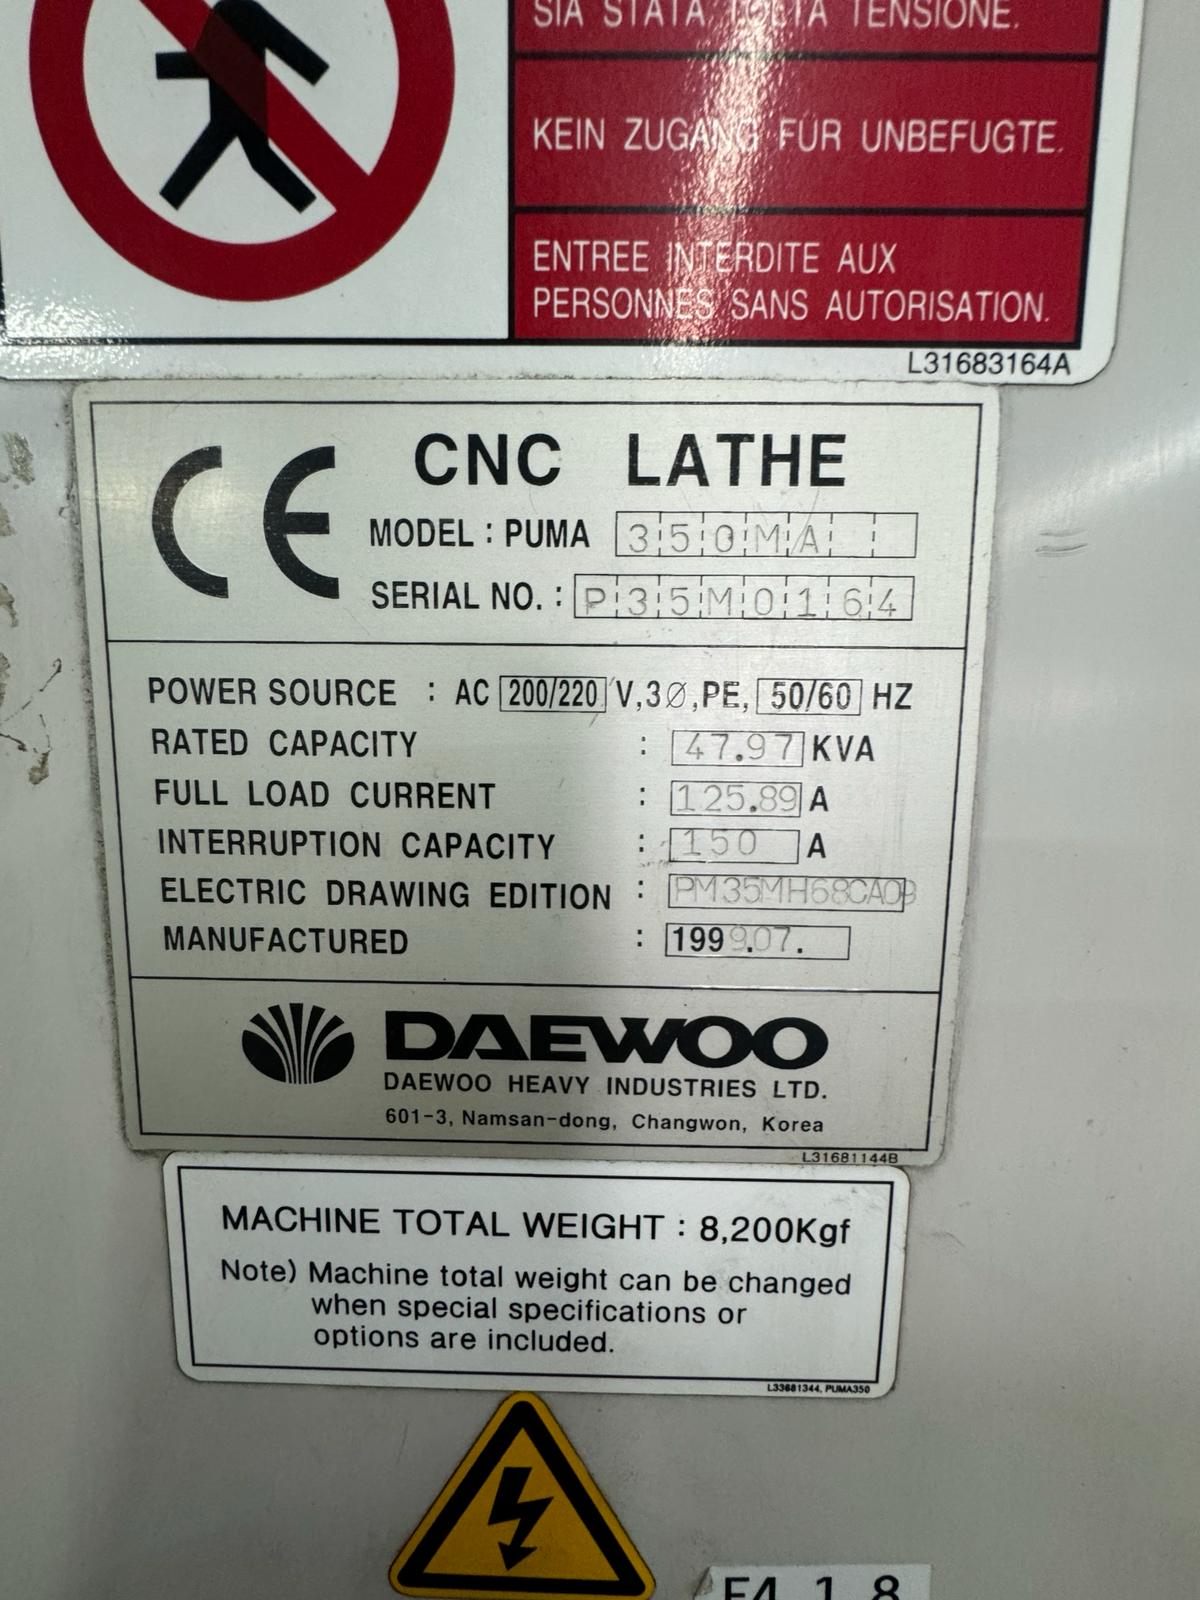 SIA STATA TOLTA TENSIONE.
KEIN ZUGANG FUR UNBEFUGTE.
ENTREE INTERDITE AUX
PERSONNES SANS AUTORISATION.
L31683164A
CE
CNC LATHE
MODEL : PUMA 350MA
SERIAL NO. : P35M0164
POWER SOURCE : AC 200/220 V,3Ø,PE, 50/60 HZ
RATED CAPACITY : 47.97 KVA
FULL LOAD CURRENT : 125.89 A
INTERRUPTION CAPACITY : 150 A
ELECTRIC DRAWING EDITION : PM35MH68CA09
MANUFACTURED : 1999.07.
DAEWOO
DAEWOO HEAVY INDUSTRIES LTD.
601-3, Namsan-dong, Changwon, Korea
L31681144B
MACHINE TOTAL WEIGHT : 8,200Kgf
Note) Machine total weight can be changed
when special specifications or
options are included.
L33681344, PUMA350